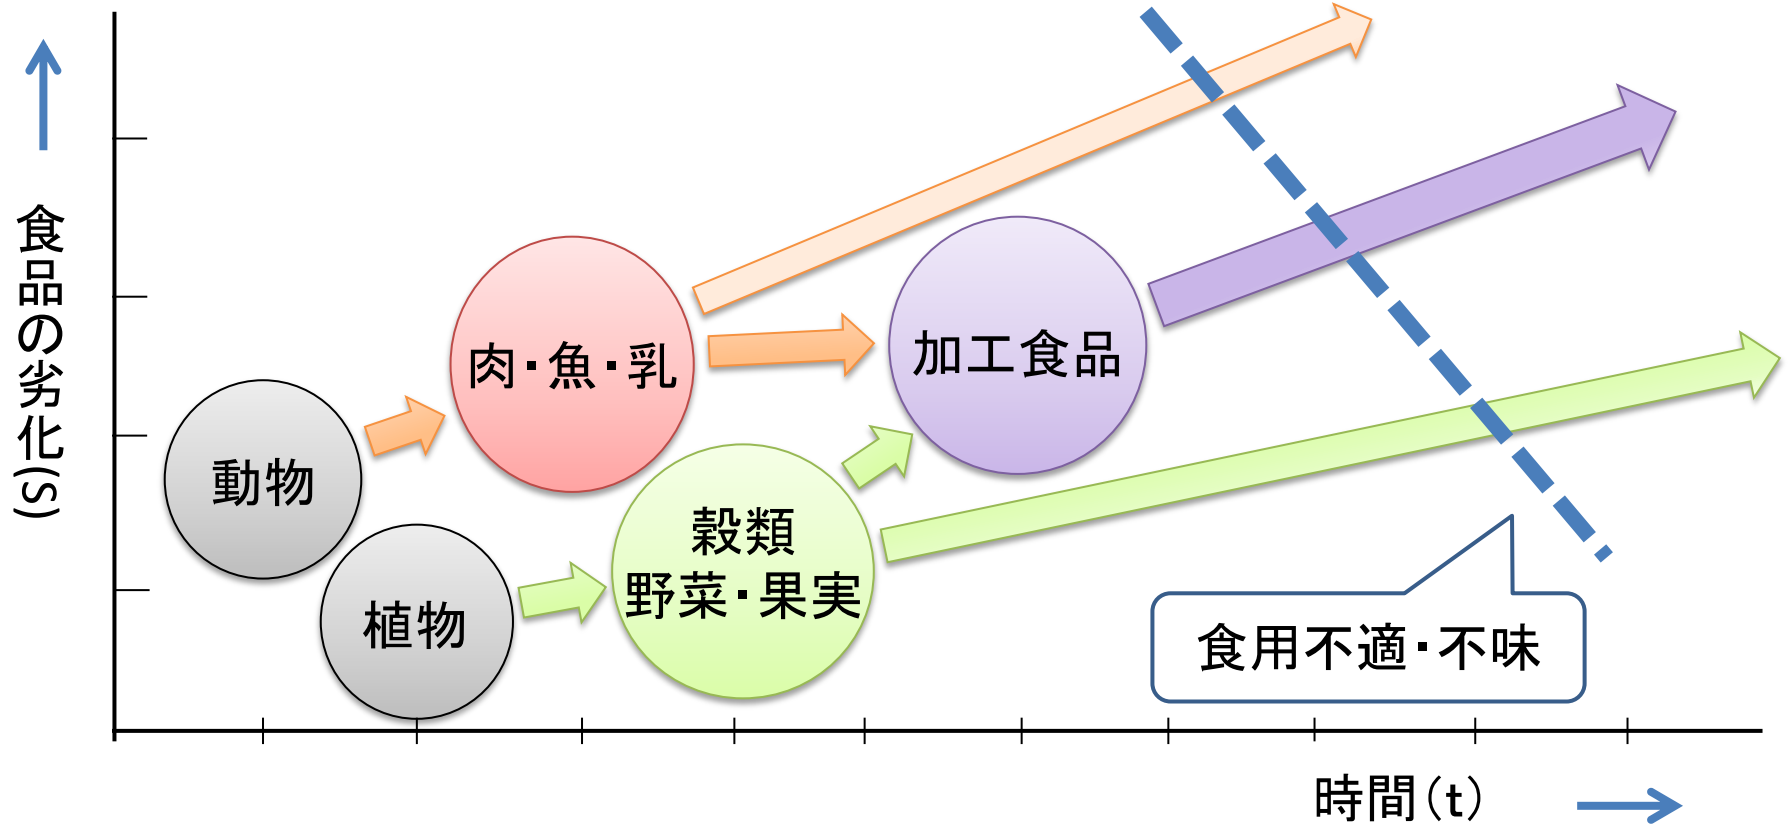 食品の劣化(S)
肉・魚・乳
加工食品
動物
穀類
野菜・果実
植物
食用不適・不味
時間(t)